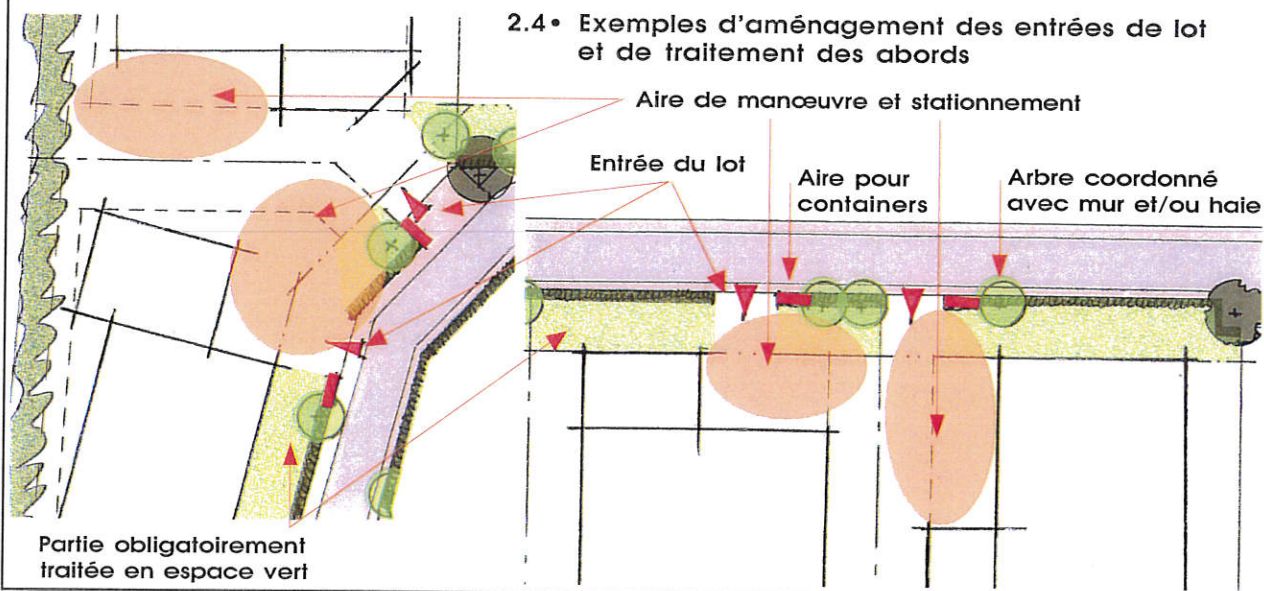 2.4• Exemples d'aménagement des entrées de lot
et de traitement des abords
Aire de manœuvre et stationnement
Entrée du lot
Aire pour
containers
Arbre coordonné
avec mur et/ou haie
Partie obligatoirement
traitée en espace vert